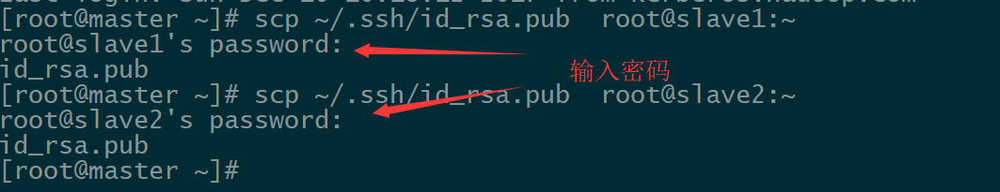 [root@master ~]# scp ~/.ssh/id_rsa.pub  root@slave1:~
root@slave1's password:
输入密码
id_rsa.pub
[root@master ~]# scp ~/.ssh/id_rsa.pub  root@slave2:~
root@slave2's password:
id_rsa.pub
[root@master ~]#